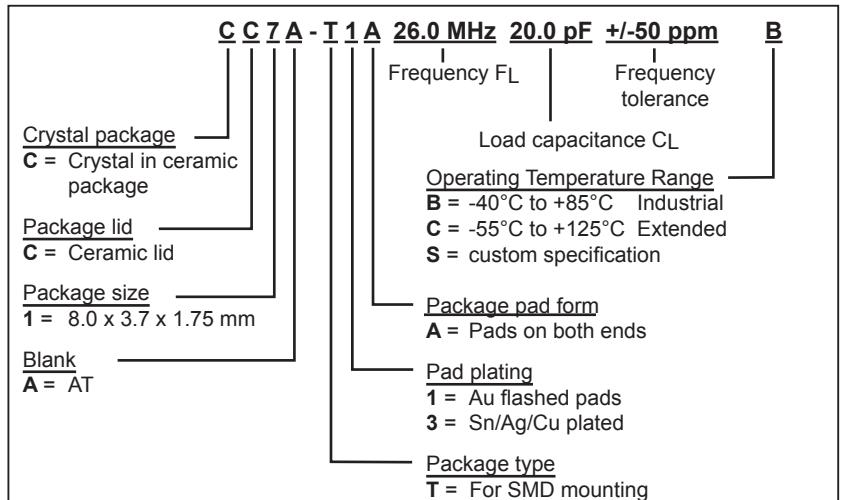 C C 7 A - T 1 A 26.0 MHz 20.0 pF +/-50 ppm B
Frequency FL
Frequency
tolerance
Load capacitance CL
Crystal package
C = Crystal in ceramic
package
Package lid
C = Ceramic lid
Package size
1 = 8.0 x 3.7 x 1.75 mm
Blank
A = AT
Operating Temperature Range
B = -40°C to +85°C Industrial
C = -55°C to +125°C Extended
S = custom specification
Package pad form
A = Pads on both ends
Pad plating
1 = Au flashed pads
3 = Sn/Ag/Cu plated
Package type
T = For SMD mounting